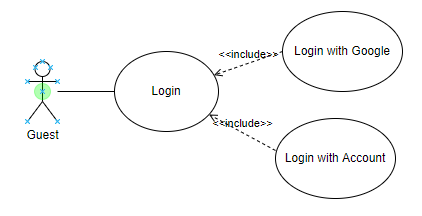 <<include>>
Login with Google
Login
<<include>>
Guest
Login with Account